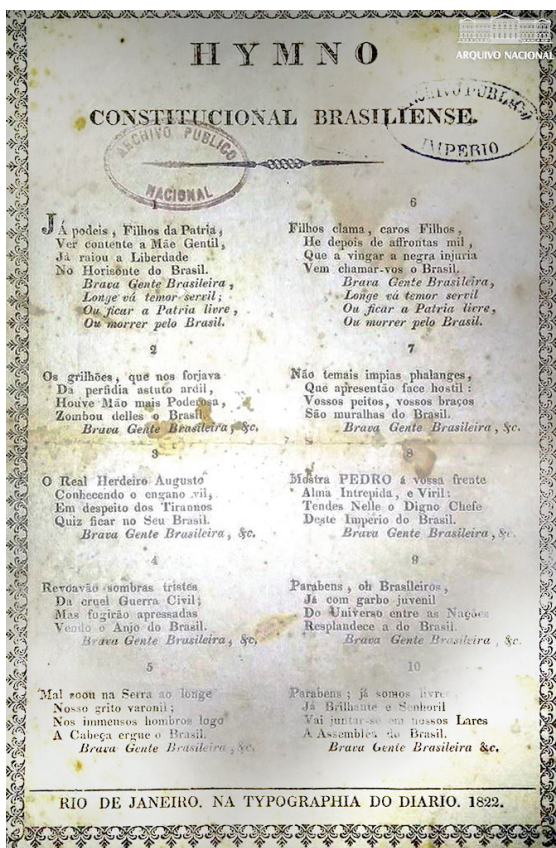 ARQUIVO NACIONAL
HYMNO
CONSTITUCIONAL BRASILIENSE.
ARCHIVO PUBLICO
NACIONAL
ARCHIVO PUBLICO
IMPERIO
1
JÁ podeis, Filhos da Patria,
Ver contente a Mãe Gentil,
Já raiou a Liberdade
No Horisonte do Brasil.
Brava Gente Brasileira,
Longe vá temor servil;
Ou ficar a Patria livre,
Ou morrer pelo Brasil.
2
Os grilhões, que nos forjava
Da perfidia astuto ardil,
Houve Mão mais Poderosa,
Zombou delles o Brasil.
Brava Gente Brasileira, &c.
3
O Real Herdeiro Augusto
Conhecendo o engano vil,
Em despeito dos Tirannos
Quiz ficar no Seu Brasil.
Brava Gente Brasileira, &c.
4
Revoavão sombras tristes
Da cruel Guerra Civil;
Mas fugirão apressadas
Vendo o Anjo do Brasil.
Brava Gente Brasileira, &c.
5
Mal soou na Serra ao longe
Nosso grito varonil;
Nos immensos hombros logo
A Cabeça ergue o Brasil.
Brava Gente Brasileira, &c.
6
Filhos clama, caros Filhos,
He depois de affrontas mil,
Que a vingar a negra injuria
Vem chamar-vos o Brasil.
Brava Gente Brasileira,
Longe vá temor servil
Ou ficar a Patria livre,
Ou morrer pelo Brasil.
7
Não temais impias phalanges,
Que apresentão face hostil:
Vossos peitos, vossos braços
São muralhas do Brasil.
Brava Gente Brasileira, &c.
8
Mostra PEDRO á vossa frente
Alma Intrepida, e Viril:
Tendes Nelle o Digno Chefe
Deste Imperio do Brasil.
Brava Gente Brasileira, &c.
9
Parabens, oh Brasileiros,
Já com garbo juvenil
Do Universo entre as Nações
Resplandece a do Brasil.
Brava Gente Brasileira, &c.
10
Parabens; já somos livres
Já Brilhante e Senhoril
Vai juntar-se em nossos Lares
A Assemblea do Brasil.
Brava Gente Brasileira &c.
RIO DE JANEIRO. NA TYPOGRAPHIA DO DIARIO. 1822.